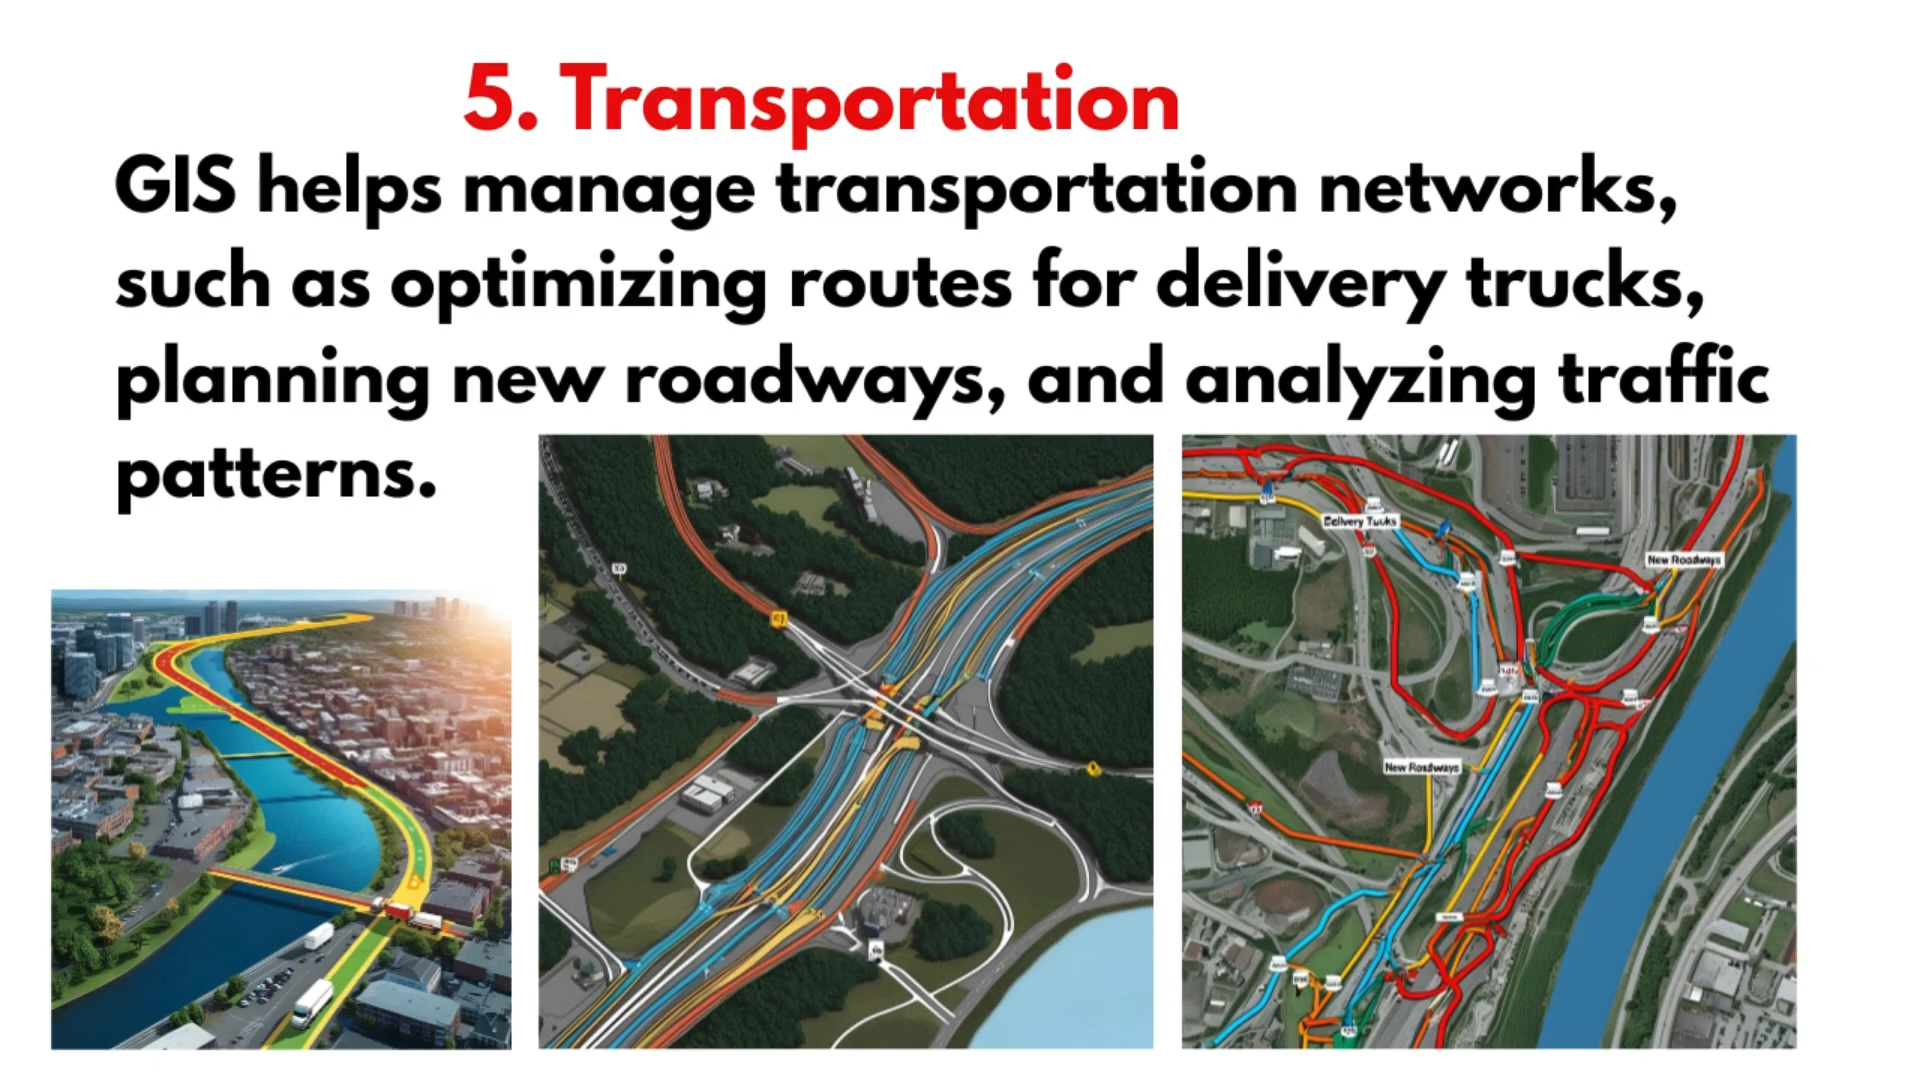 5. Transportation
GIS helps manage transportation networks,
such as optimizing routes for delivery trucks,
planning new roadways, and analyzing traffic
patterns.
Delivery Tucks
New Roadways
New Roadways